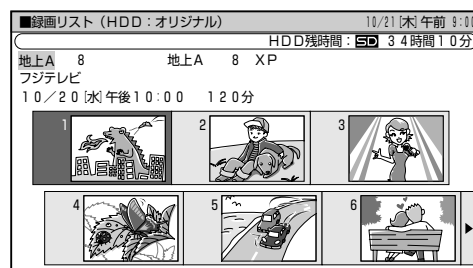 ■録画リスト（HDD：オリジナル） 10/21[木]午前 9:00
HDD残時間：SD 34時間10分
地上A 8 地上A 8 XP
フジテレビ
10／20[水]午後10:00 120分
1 2 3
4 5 6